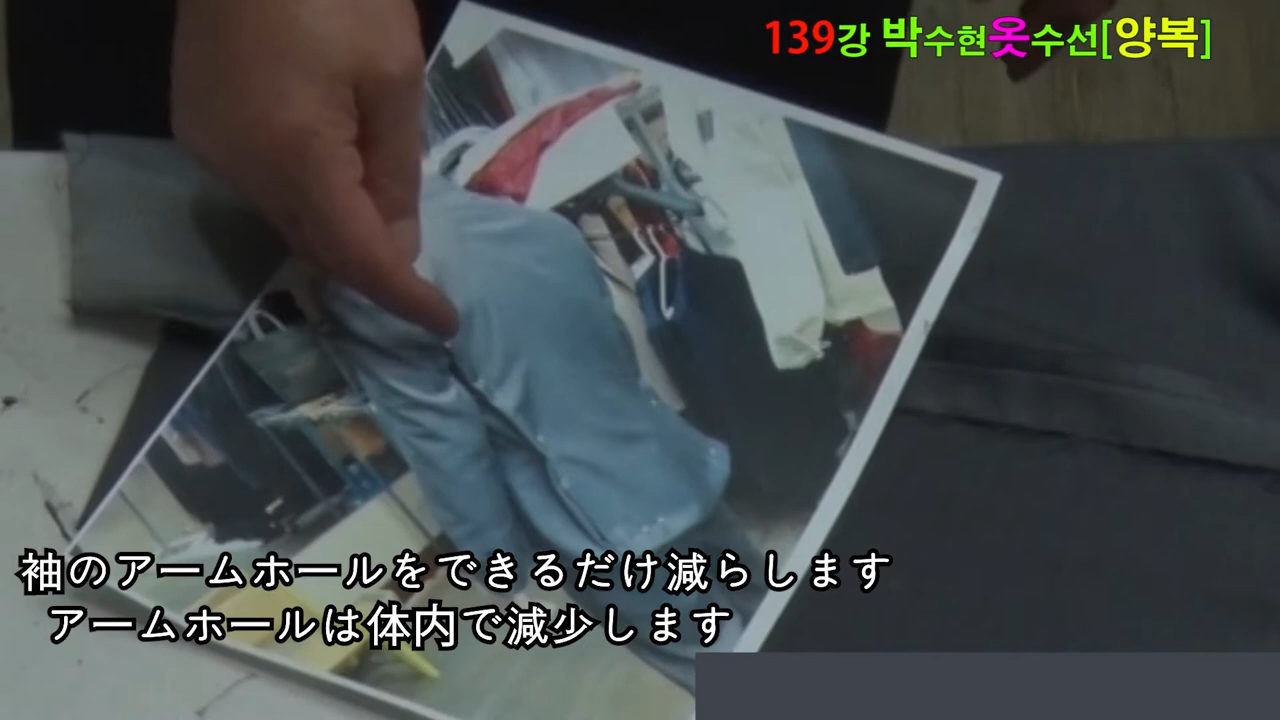 139강 박수현옷수선[양복]
袖のアームホールをできるだけ減らします
アームホールは体内で減少します